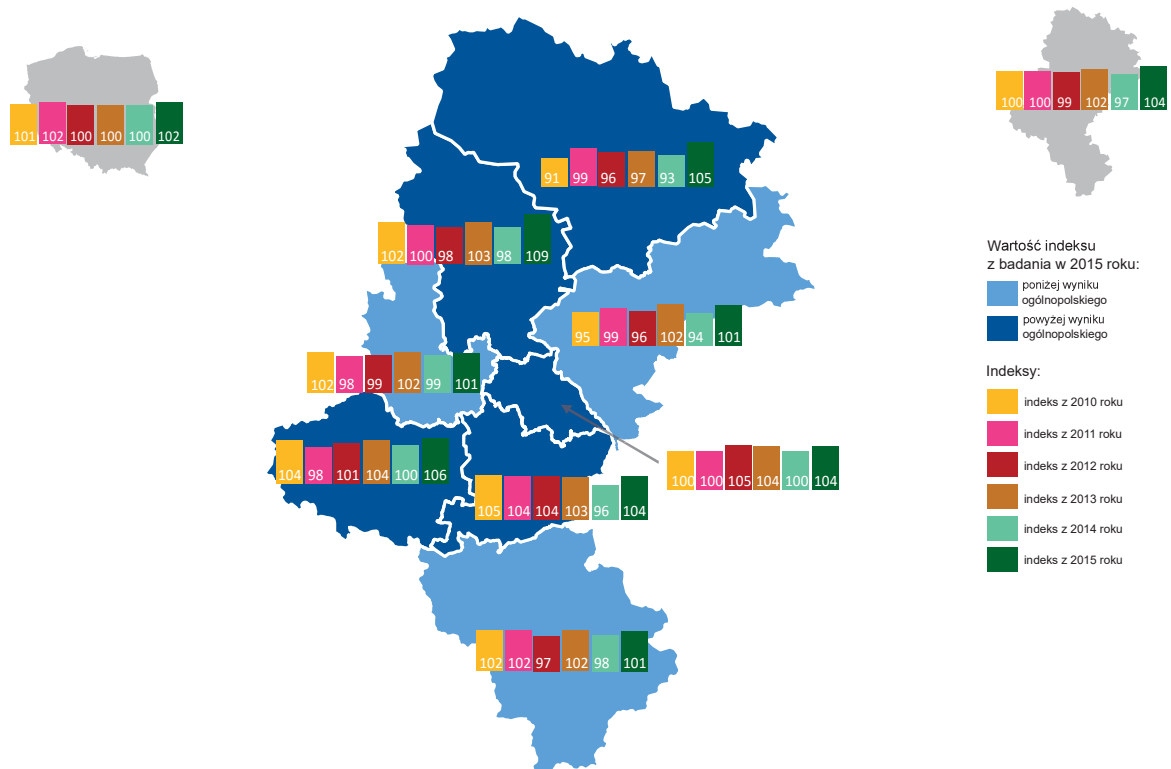 101 102 100 100 100 102
100 100 99 102 97 104
91 99 96 97 93 105
102 100 98 103 98 109
95 99 96 102 94 101
102 98 99 102 99 101
104 98 101 104 100 106
100 100 105 104 100 104
105 104 104 103 96 104
102 102 97 102 98 101
Wartość indeksu
z badania w 2015 roku:
poniżej wyniku
ogólnopolskiego
powyżej wyniku
ogólnopolskiego
Indeksy:
indeks z 2010 roku
indeks z 2011 roku
indeks z 2012 roku
indeks z 2013 roku
indeks z 2014 roku
indeks z 2015 roku